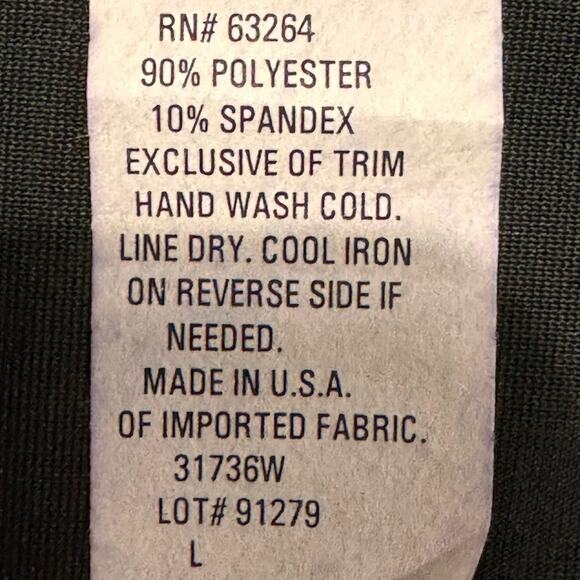 RN# 63264
90% POLYESTER
10% SPANDEX
EXCLUSIVE OF TRIM
HAND WASH COLD.
LINE DRY. COOL IRON
ON REVERSE SIDE IF
NEEDED.
MADE IN U.S.A.
OF IMPORTED FABRIC.
31736W
LOT# 91279
L